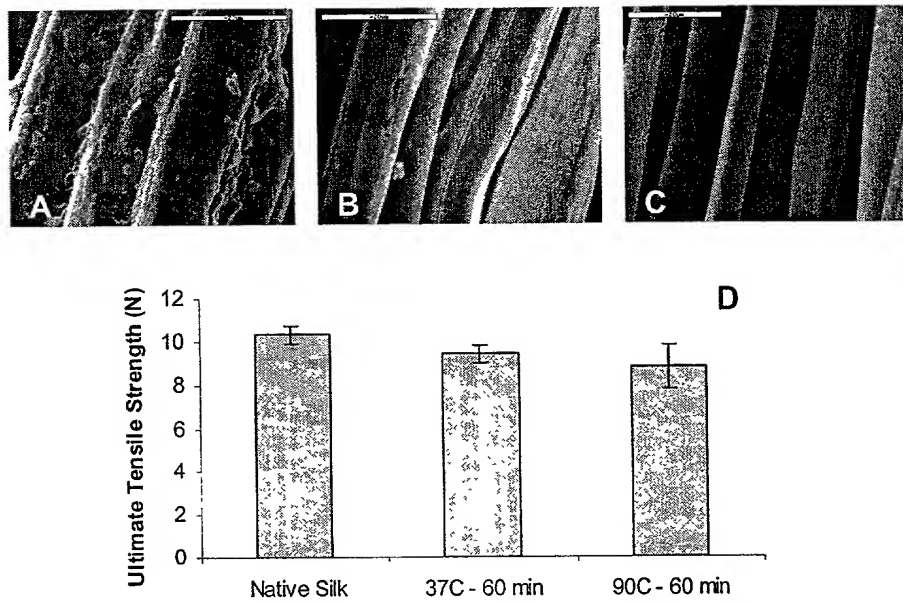 A
B
C
D
Ultimate Tensile Strength (N)
12
10
8
6
4
2
0
Native Silk
37C - 60 min
90C - 60 min